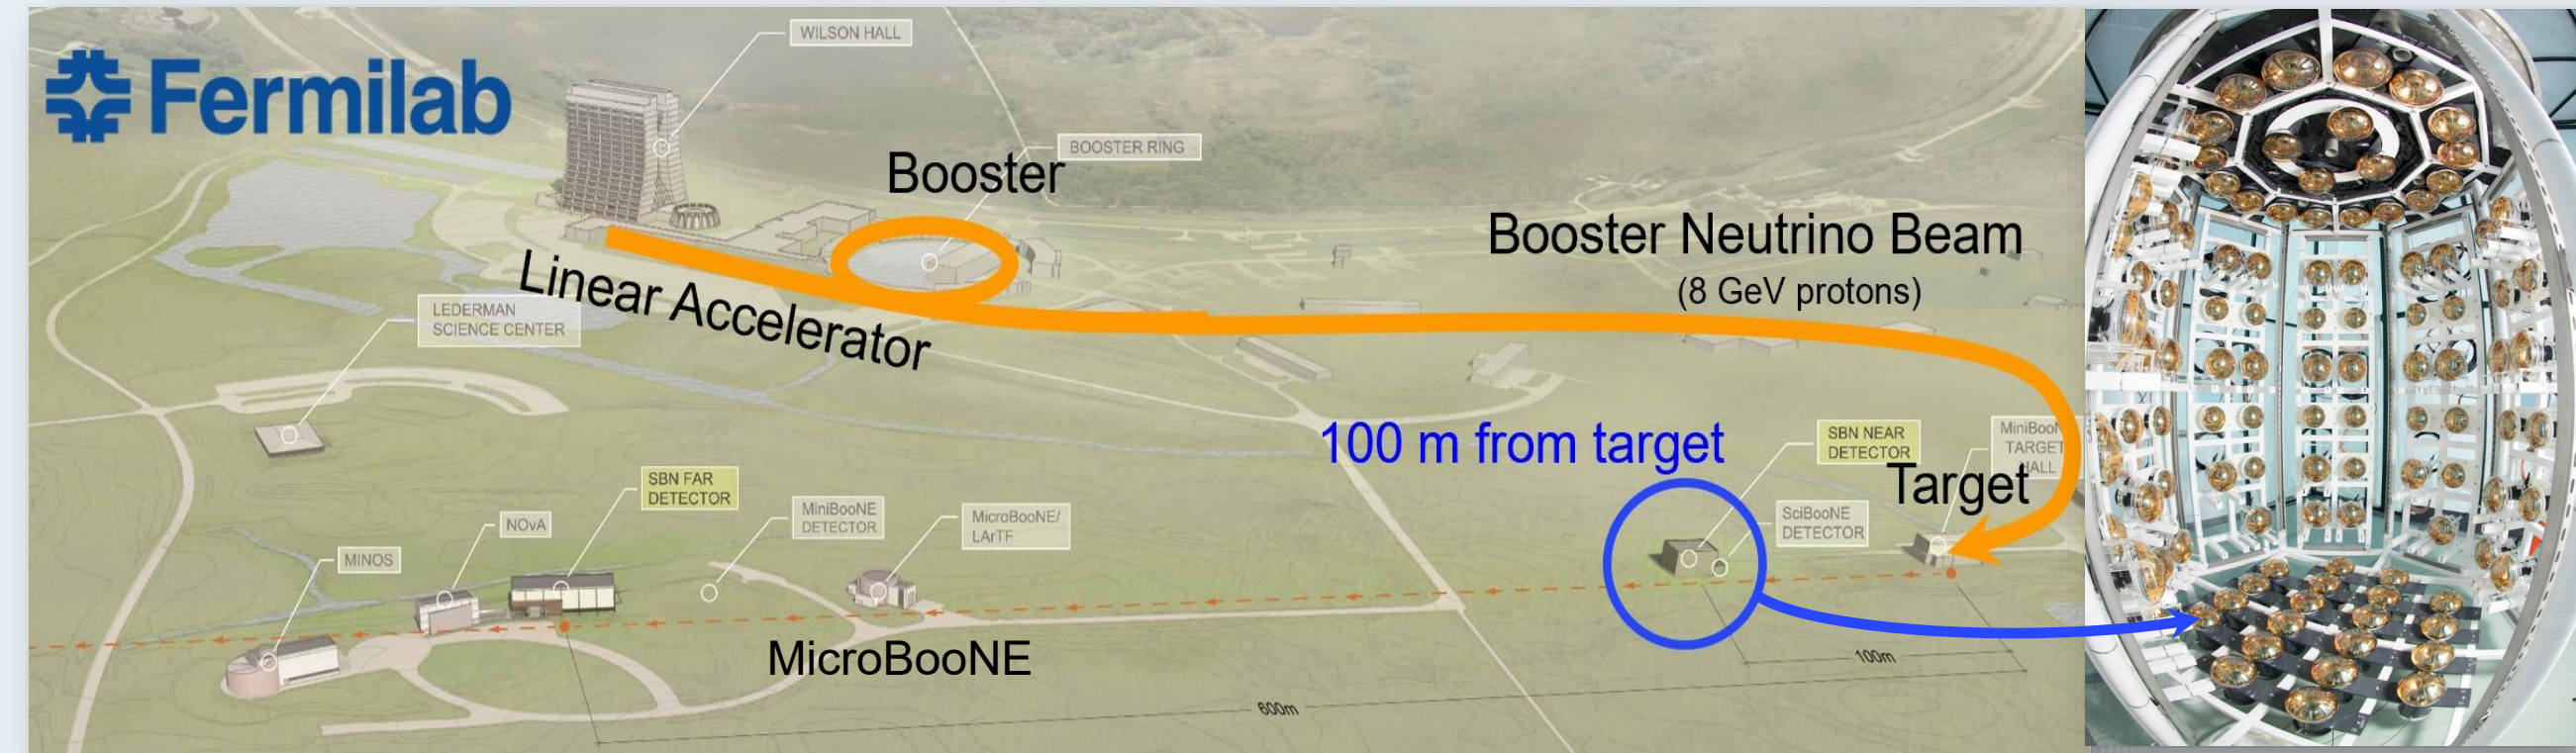 WILSON HALL
Fermilab
BOOSTER RING
Booster
Booster Neutrino Beam
(8 GeV protons)
Linear Accelerator
LEDERMAN
SCIENCE CENTER
100 m from target
SBN NEAR
DETECTOR
TARGET
HALL
Target
SBN FAR
DETECTOR
MiniBooNE
DETECTOR
MicroBooNE/
LArTF
SciBooNE
DETECTOR
NOvA
MINOS
MicroBooNE
100m
600m